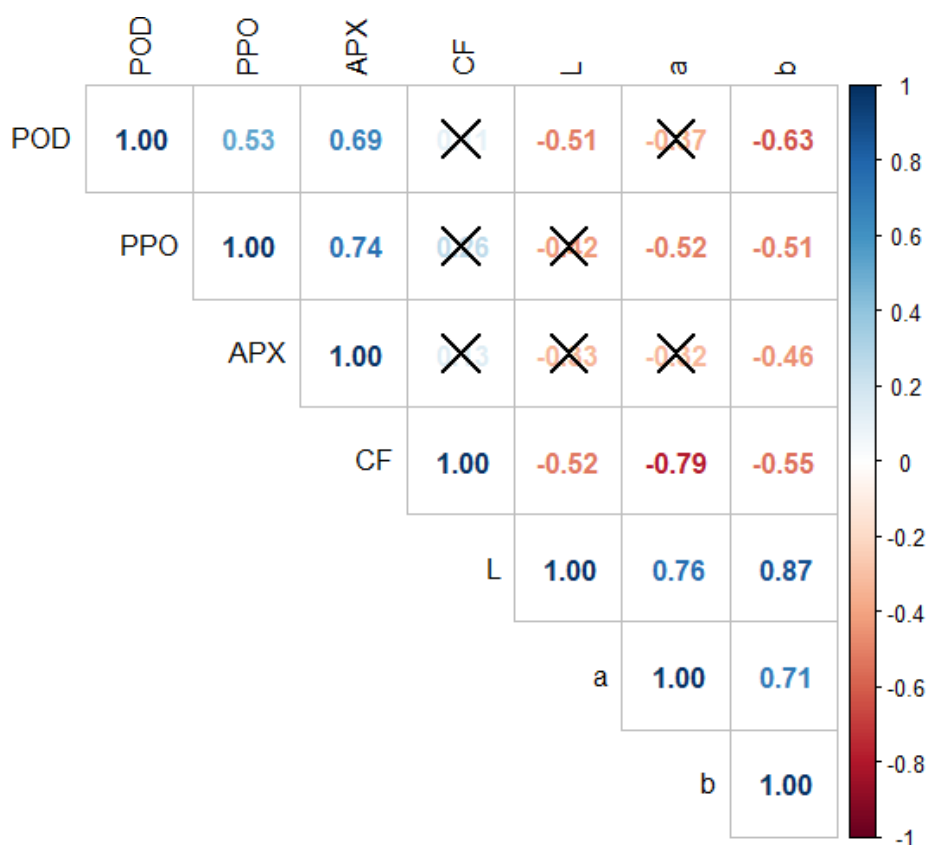 POD PPO APX CF L a b
POD 1.00 0.53 0.69 -0.51 -0.63
PPO 1.00 0.74 -0.52 -0.51
APX 1.00 -0.46
CF 1.00 -0.52 -0.79 -0.55
L 1.00 0.76 0.87
a 1.00 0.71
b 1.00
1
0.8
0.6
0.4
0.2
0
-0.2
-0.4
-0.6
-0.8
-1